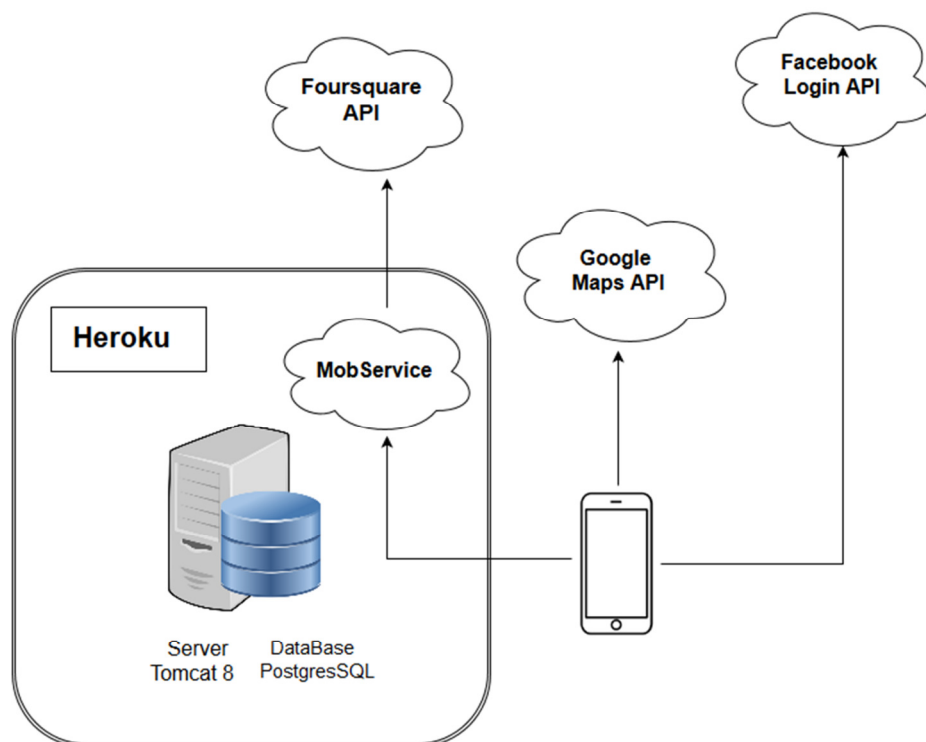 Foursquare
API
Facebook
Login API
Google
Maps API
Heroku
MobService
Server
Tomcat 8
DataBase
PostgresSQL